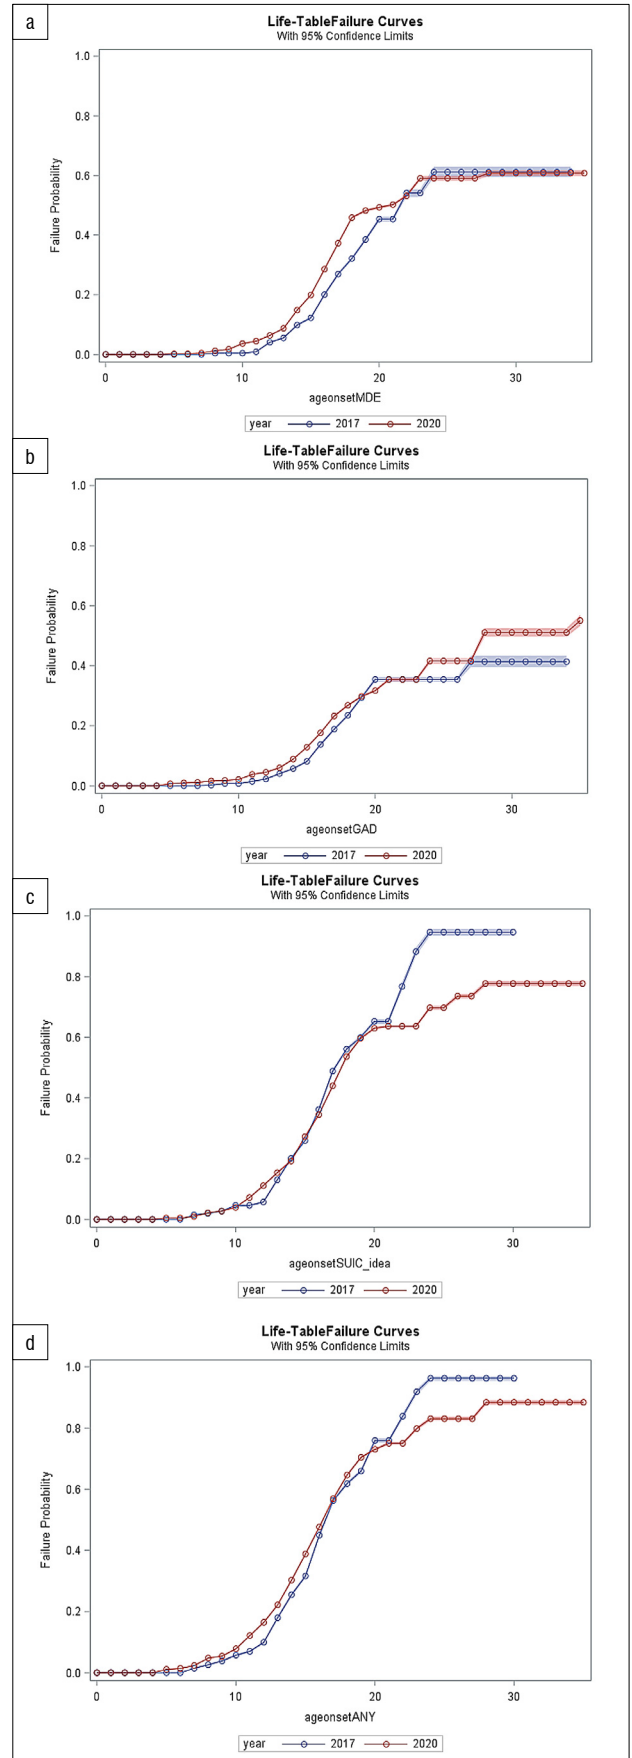 a
Life-TableFailure Curves
With 95% Confidence Limits
1.0
0.8
0.6
0.4
0.2
0.0
Failure Probability
0 10 20 30
ageonsetMDE
year 2017 2020
b
Life-TableFailure Curves
With 95% Confidence Limits
1.0
0.8
0.6
0.4
0.2
0.0
Failure Probability
0 10 20 30
ageonsetGAD
year 2017 2020
c
Life-TableFailure Curves
With 95% Confidence Limits
1.0
0.8
0.6
0.4
0.2
0.0
Failure Probability
0 10 20 30
ageonsetSUIC_idea
year 2017 2020
d
Life-TableFailure Curves
With 95% Confidence Limits
1.0
0.8
0.6
0.4
0.2
0.0
Failure Probability
0 10 20 30
ageonsetANY
year 2017 2020